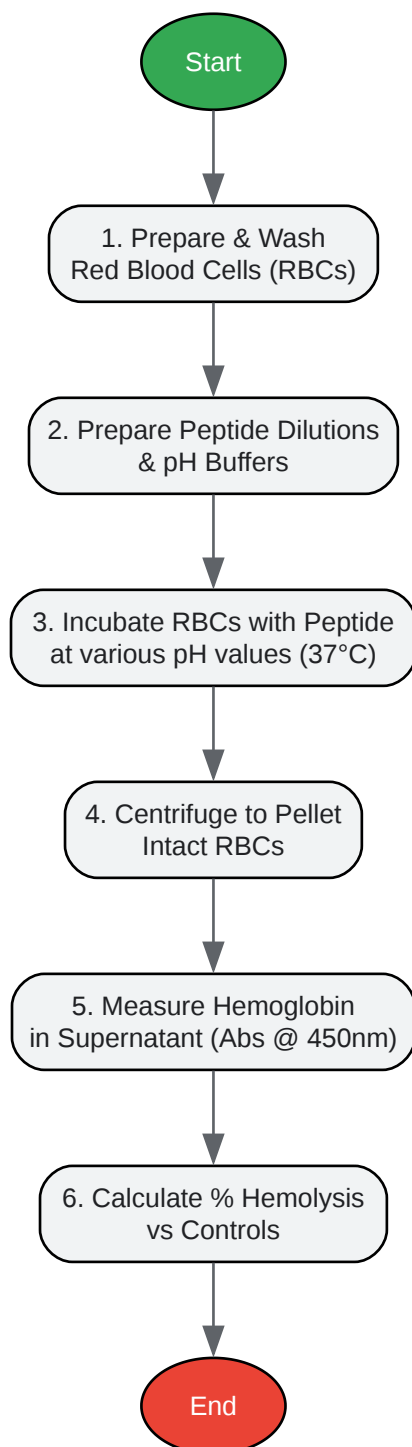 Start
1. Prepare & Wash
Red Blood Cells (RBCs)
2. Prepare Peptide Dilutions
& pH Buffers
3. Incubate RBCs with Peptide
at various pH values (37°C)
4. Centrifuge to Pellet
Intact RBCs
5. Measure Hemoglobin
in Supernatant (Abs @ 450nm)
6. Calculate % Hemolysis
vs Controls
End